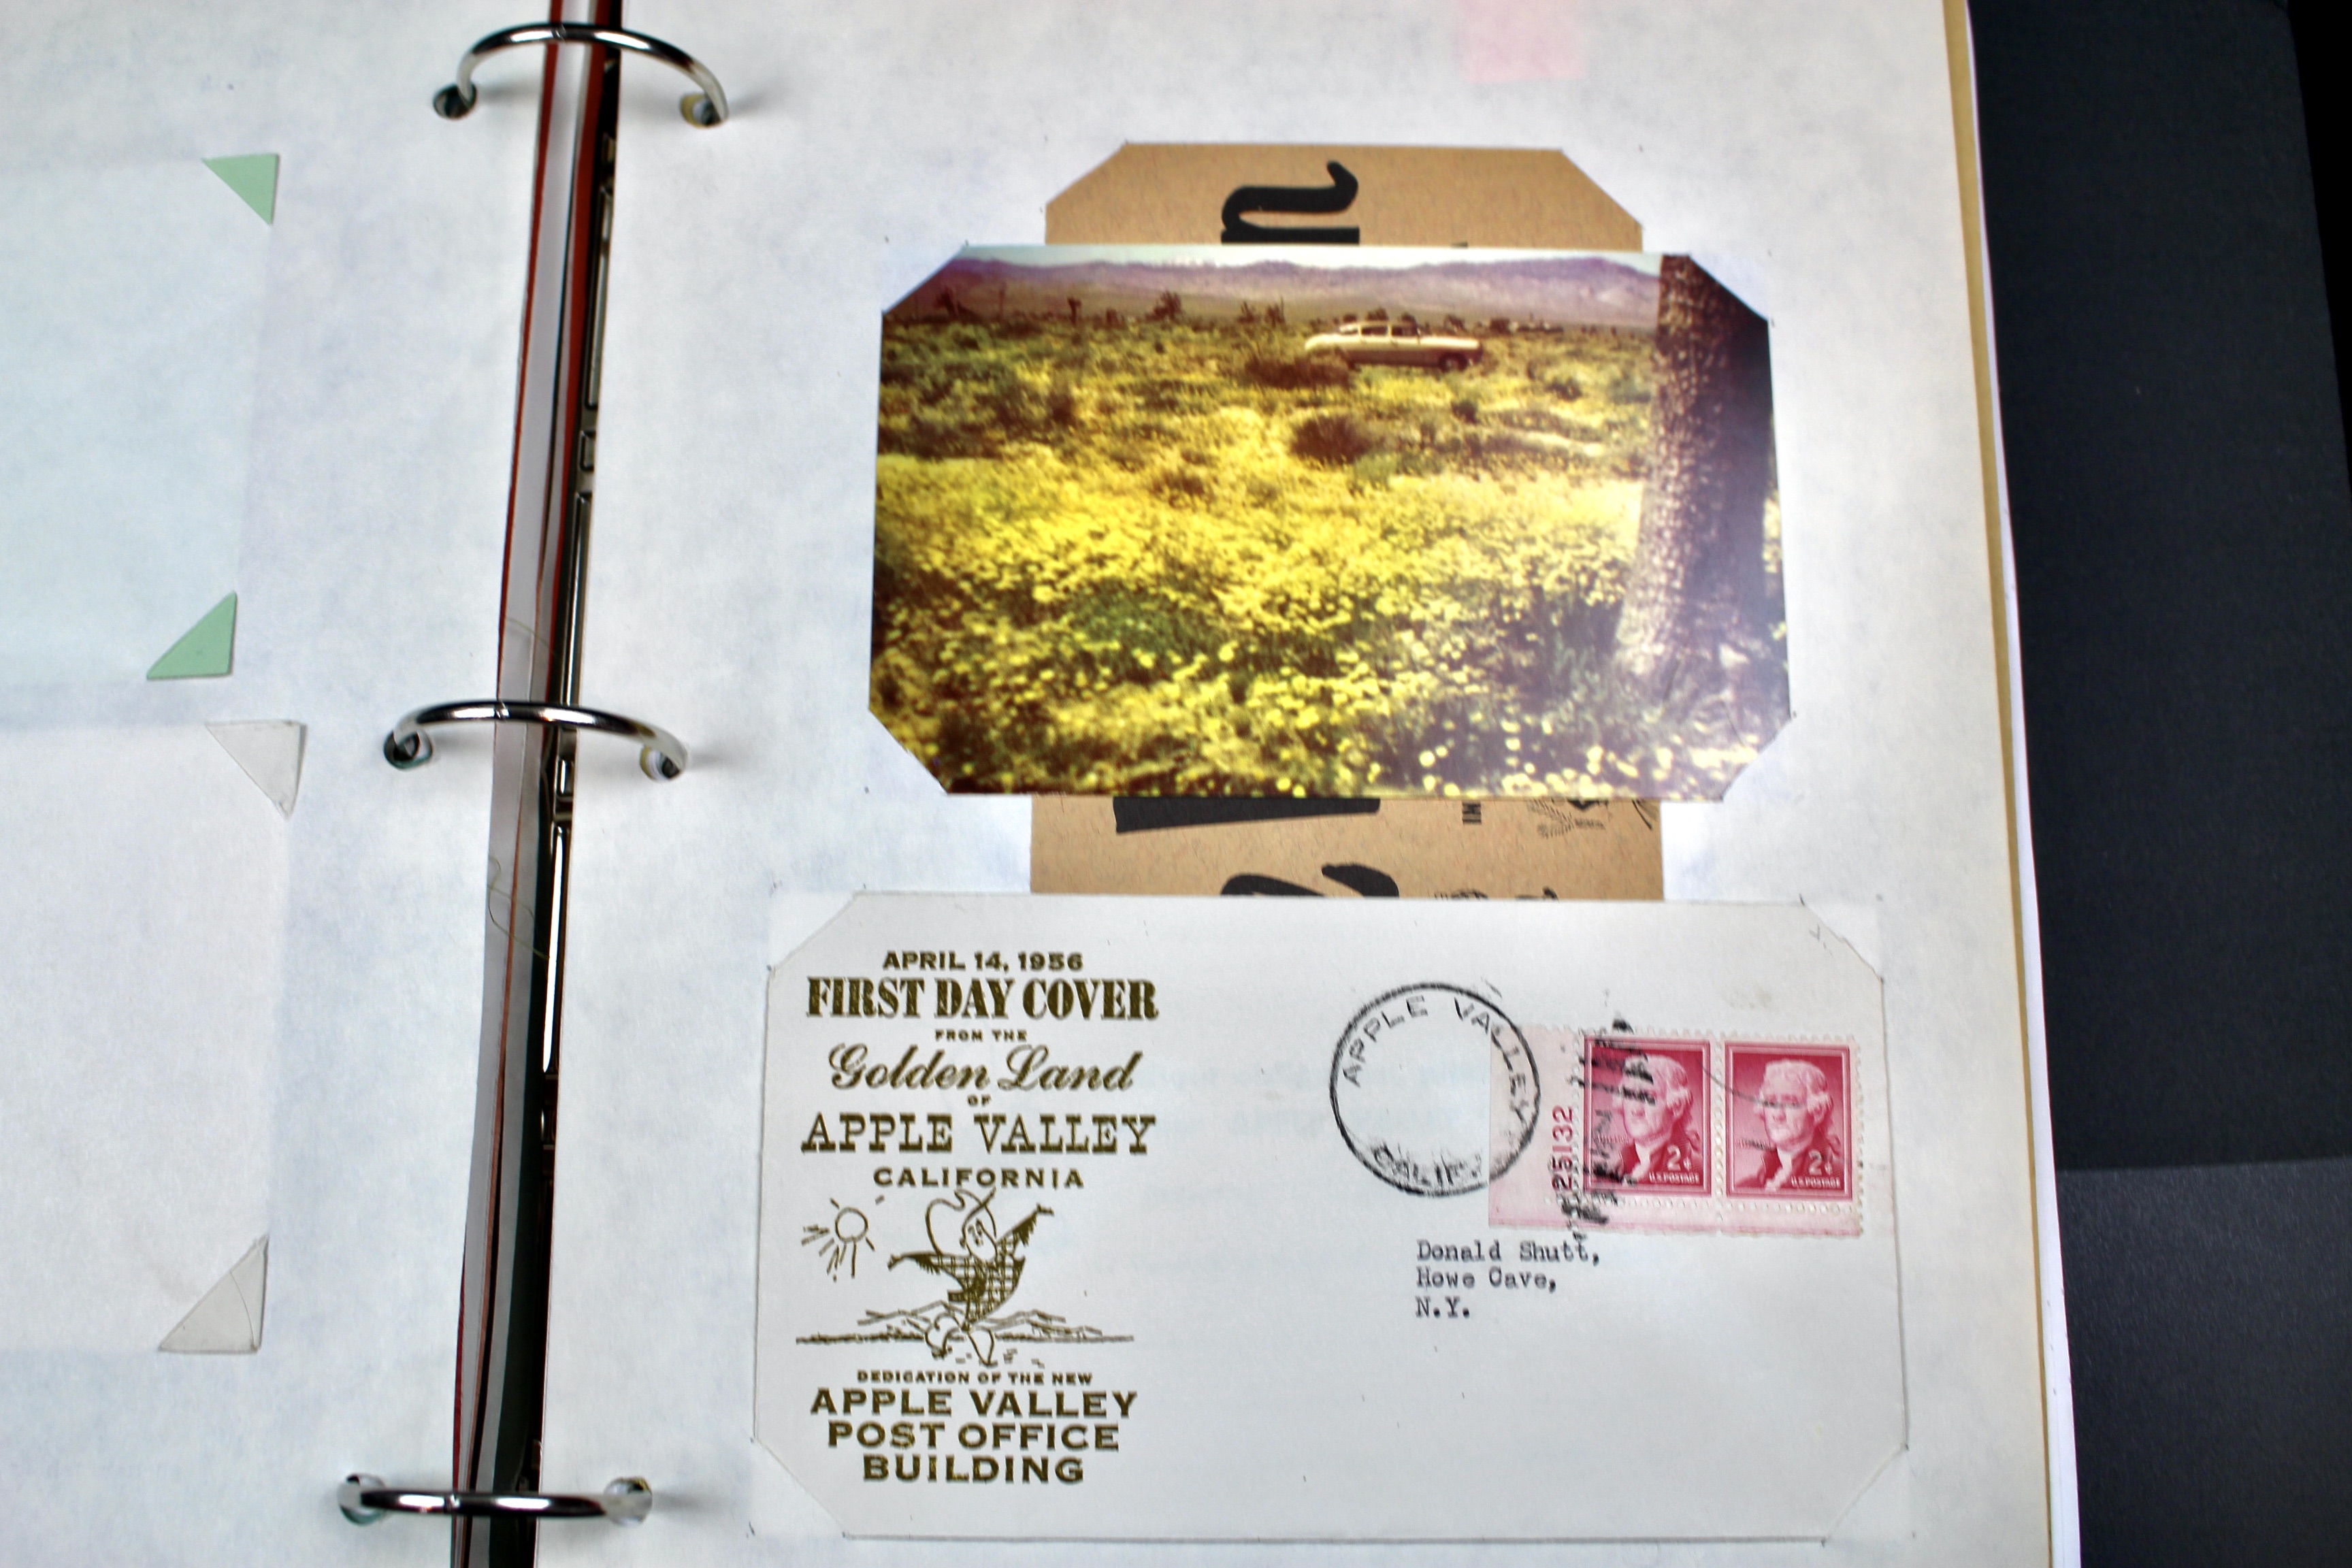 APRIL 14, 1956
FIRST DAY COVER
FROM THE
Golden Land
OF
APPLE VALLEY
CALIFORNIA
DEDICATION OF THE NEW
APPLE VALLEY
POST OFFICE
BUILDING
APPLE VALLEY
CALIF.
25132
2¢
U.S. POSTAGE
2¢
U.S. POSTAGE
Donald Shutt,
Howe Cave,
N.Y.